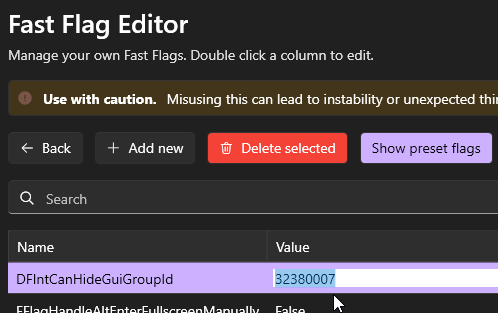 Fast Flag Editor
Manage your own Fast Flags. Double click a column to edit.
Use with caution. Misusing this can lead to instability or unexpected thin
Back Add new Delete selected Show preset flags
Search
Name Value
DFIntCanHideGuiGroupId 32380007
FFlagHandleAltEnterFullscreenManually False